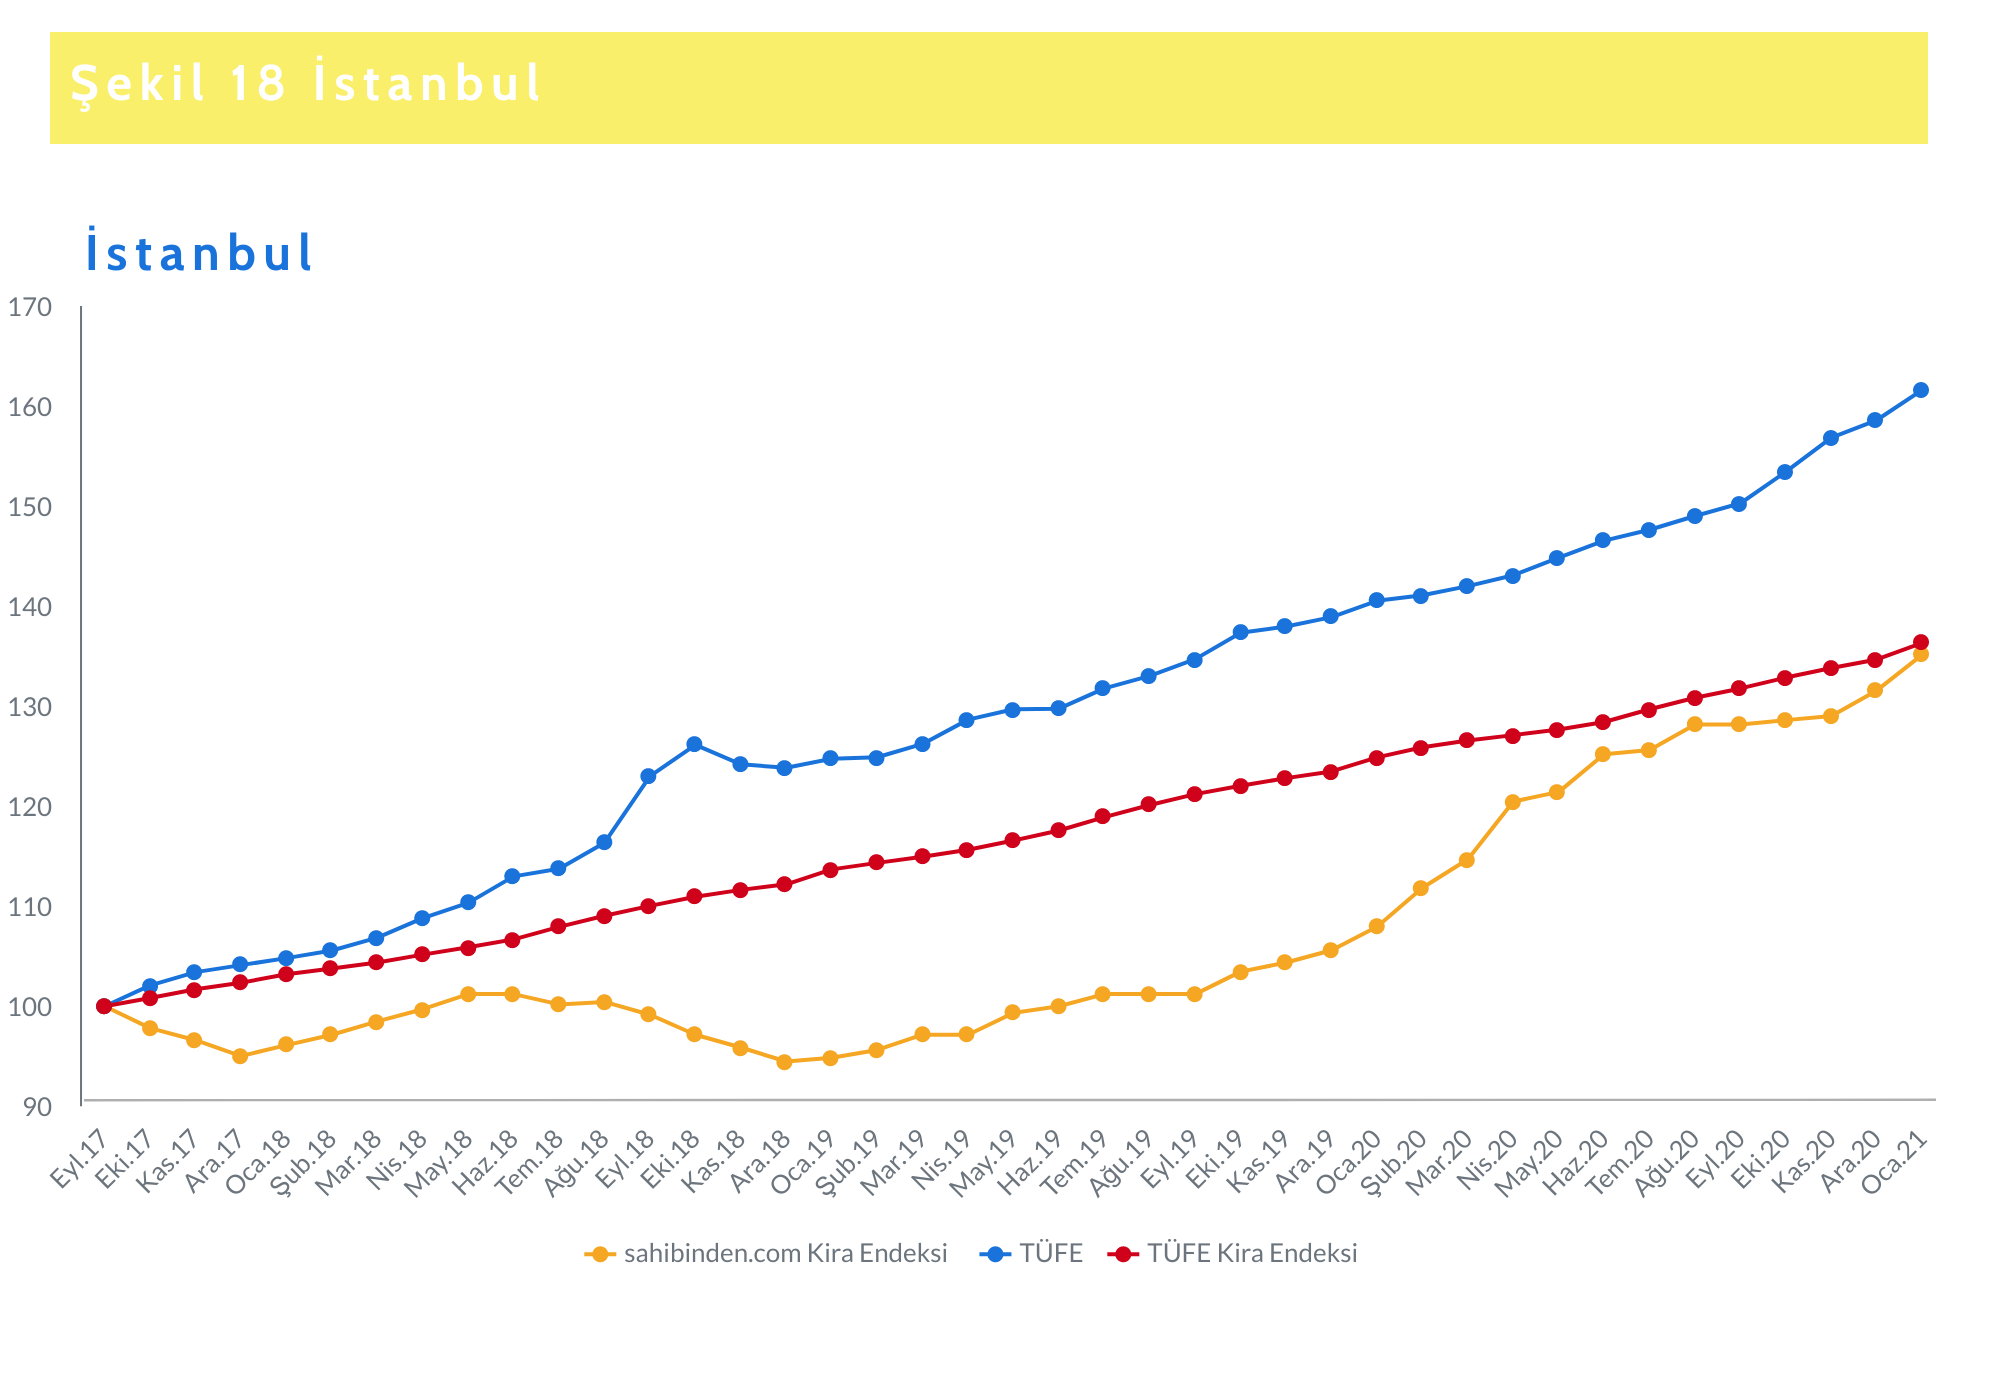 Şekil 18 İstanbul
İstanbul
170
160
150
140
130
120
110
100
90
Eyl.17 Eki.17 Kas.17 Ara.17 Oca.18 Şub.18 Mar.18 Nis.18 May.18 Haz.18 Tem.18 Ağu.18 Eyl.18 Eki.18 Kas.18 Ara.18 Oca.19 Şub.19 Mar.19 Nis.19 May.19 Haz.19 Tem.19 Ağu.19 Eyl.19 Eki.19 Kas.19 Ara.19 Oca.20 Şub.20 Mar.20 Nis.20 May.20 Haz.20 Tem.20 Ağu.20 Eyl.20 Eki.20 Kas.20 Ara.20 Oca.21
sahibinden.com Kira Endeksi TÜFE TÜFE Kira Endeksi